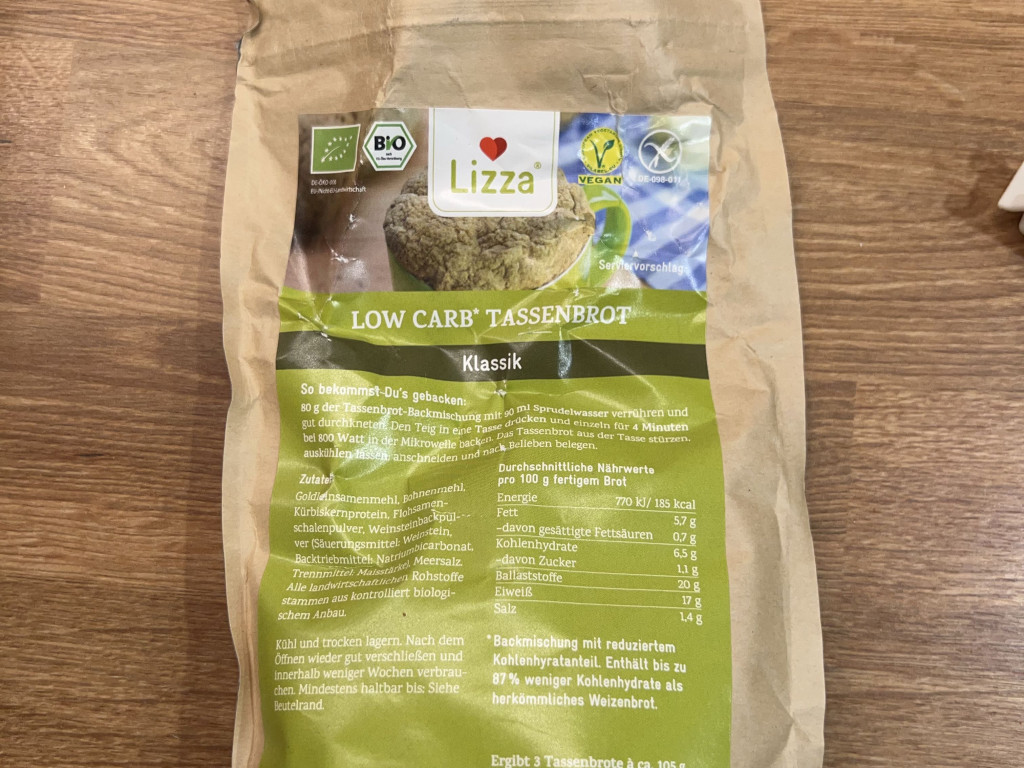 BiO
nach
EG-Öko-Verordnung
EU-/Nicht-EU-Landwirtschaft
Lizza®
VEGAN
DE-098-011
Serviervorschlag
LOW CARB* TASSENBROT
Klassik
So bekommst Du's gebacken:
80 g der Tassenbrot-Backmischung mit 90 ml Sprudelwasser verrühren und
gut durchkneten. Den Teig in eine Tasse drücken und einzeln für 4 Minuten
bei 800 Watt in der Mikrowelle backen. Das Tassenbrot aus der Tasse stürzen,
auskühlen lassen, anschneiden und nach Belieben belegen.
Zutaten
Goldleinsamenmehl, Bohnenmehl,
Kürbiskernprotein, Flohsamen-
schalenpulver, Weinsteinbackpul-
ver (Säuerungsmittel: Weinstein,
Backtriebmittel: Natriumbicarbonat,
Trennmittel: Maisstärke), Meersalz.
Alle landwirtschaftlichen Rohstoffe
stammen aus kontrolliert biologi-
schem Anbau.
Kühl und trocken lagern. Nach dem
Öffnen wieder gut verschließen und
innerhalb weniger Wochen verbrau-
chen. Mindestens haltbar bis: Siehe
Beutelrand.
Durchschnittliche Nährwerte
pro 100 g fertigem Brot
Energie 770 kJ/ 185 kcal
Fett 5,7 g
-davon gesättigte Fettsäuren 0,7 g
Kohlenhydrate 6,5 g
-davon Zucker 1,1 g
Ballaststoffe 20 g
Eiweiß 17 g
Salz 1,4 g
*Backmischung mit reduziertem
Kohlenhyratanteil. Enthält bis zu
87% weniger Kohlenhydrate als
herkömmliches Weizenbrot.
Ergibt 3 Tassenbrote à ca. 105 g